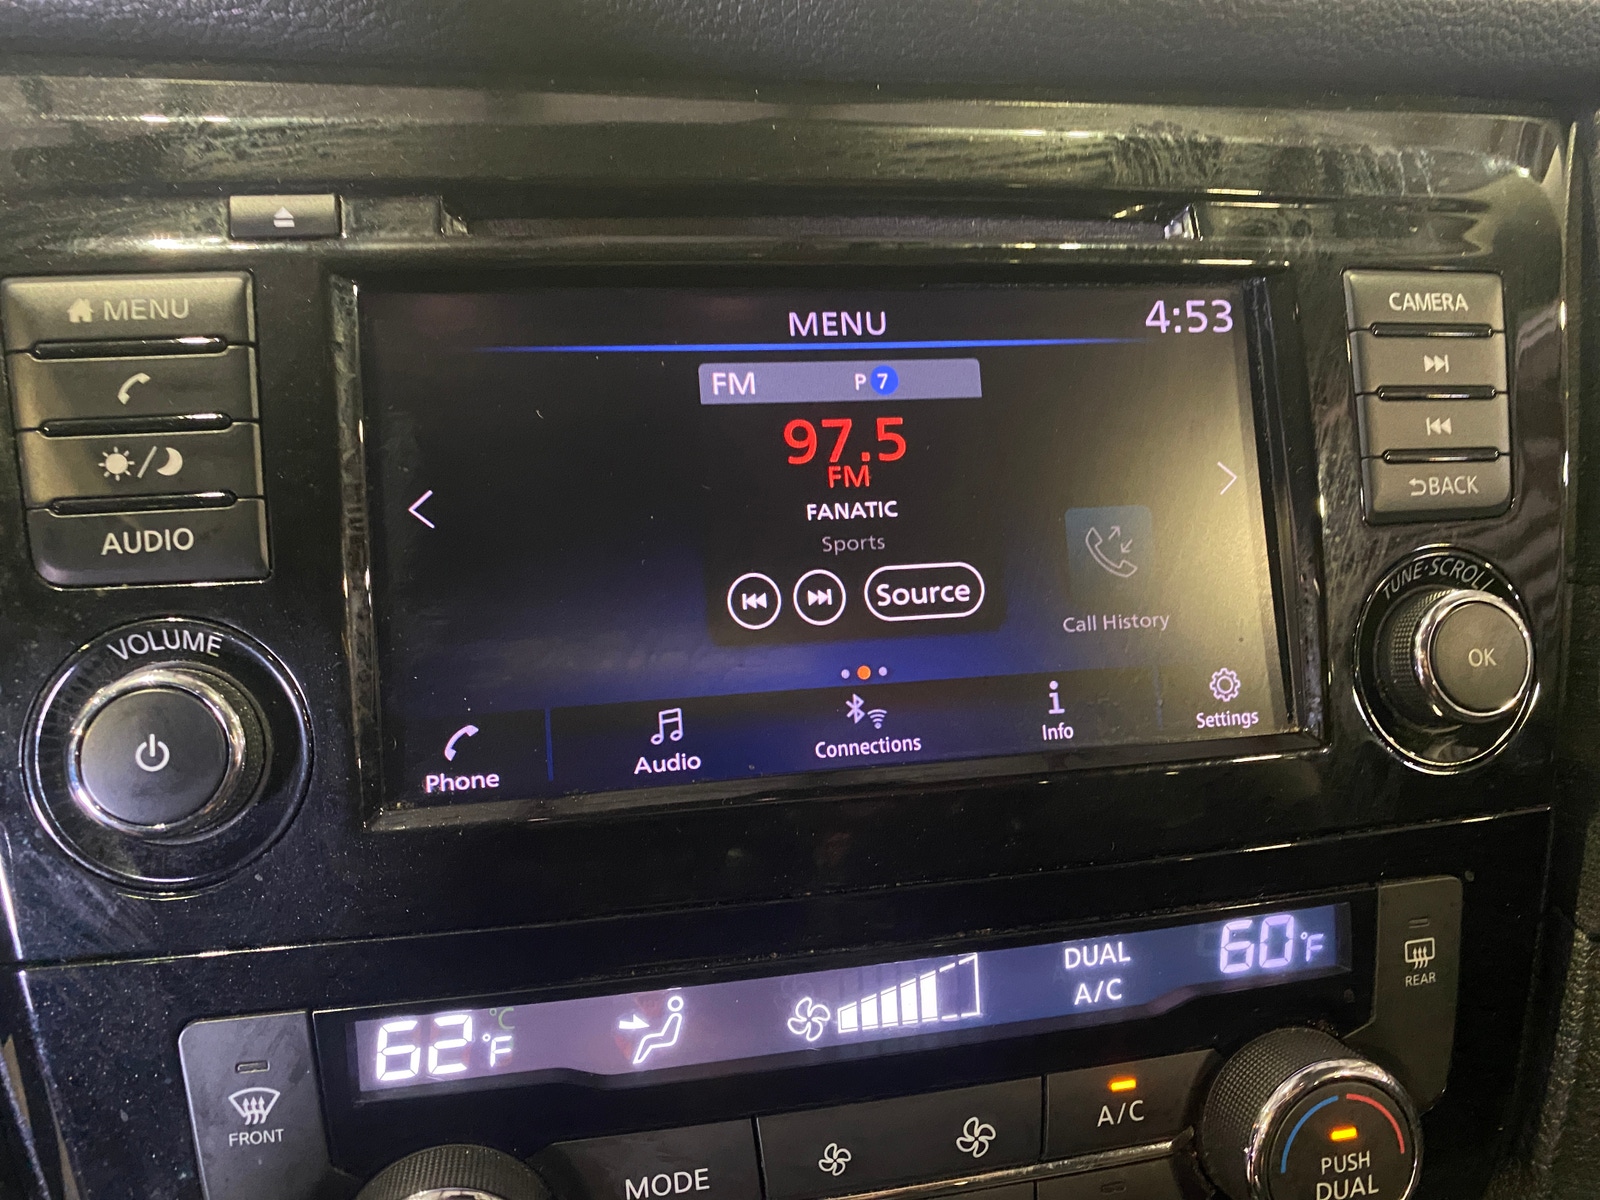 MENU
AUDIO
VOLUME
MENU
4:53
FM P 7
97.5
FM
FANATIC
Sports
Source
Call History
Phone
Audio
Connections
Info
Settings
CAMERA
BACK
TUNE·SCROLL
OK
62°F
°C
DUAL
A/C
60°F
REAR
FRONT
MODE
A/C
PUSH
DUAL